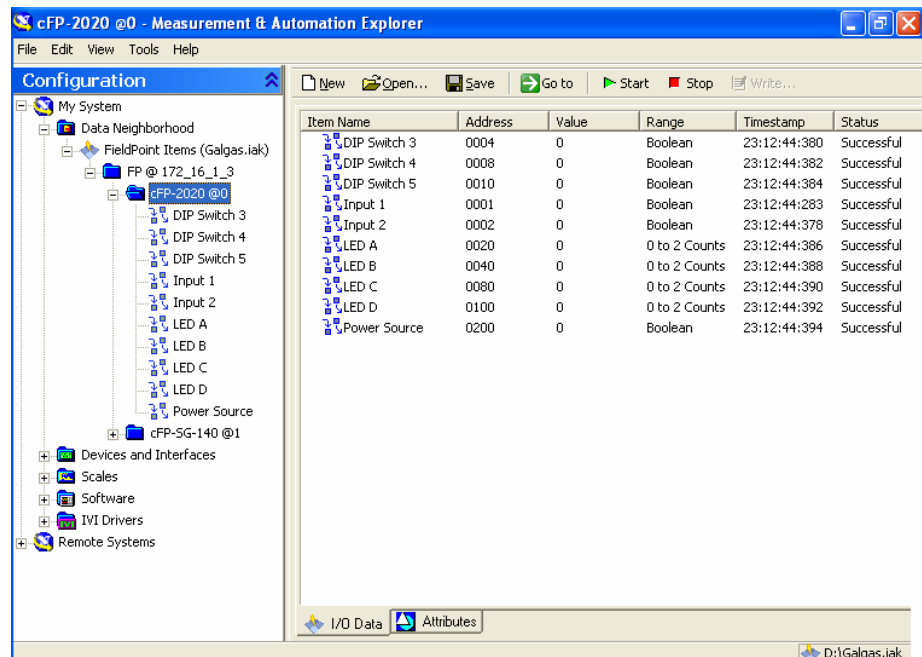 cFP-2020 @0 - Measurement & Automation Explorer
File Edit View Tools Help
Configuration
New Open... Save Go to Start Stop Write...
My System
Data Neighborhood
FieldPoint Items (Galgas.iak)
FP @ 172_16_1_3
cFP-2020 @0
DIP Switch 3
DIP Switch 4
DIP Switch 5
Input 1
Input 2
LED A
LED B
LED C
LED D
Power Source
cFP-SG-140 @1
Devices and Interfaces
Scales
Software
IVI Drivers
Remote Systems
Item Name Address Value Range Timestamp Status
DIP Switch 3 0004 0 Boolean 23:12:44:380 Successful
DIP Switch 4 0008 0 Boolean 23:12:44:382 Successful
DIP Switch 5 0010 0 Boolean 23:12:44:384 Successful
Input 1 0001 0 Boolean 23:12:44:283 Successful
Input 2 0002 0 Boolean 23:12:44:378 Successful
LED A 0020 0 0 to 2 Counts 23:12:44:386 Successful
LED B 0040 0 0 to 2 Counts 23:12:44:388 Successful
LED C 0080 0 0 to 2 Counts 23:12:44:390 Successful
LED D 0100 0 0 to 2 Counts 23:12:44:392 Successful
Power Source 0200 0 Boolean 23:12:44:394 Successful
I/O Data Attributes
D:\Galgas.iak